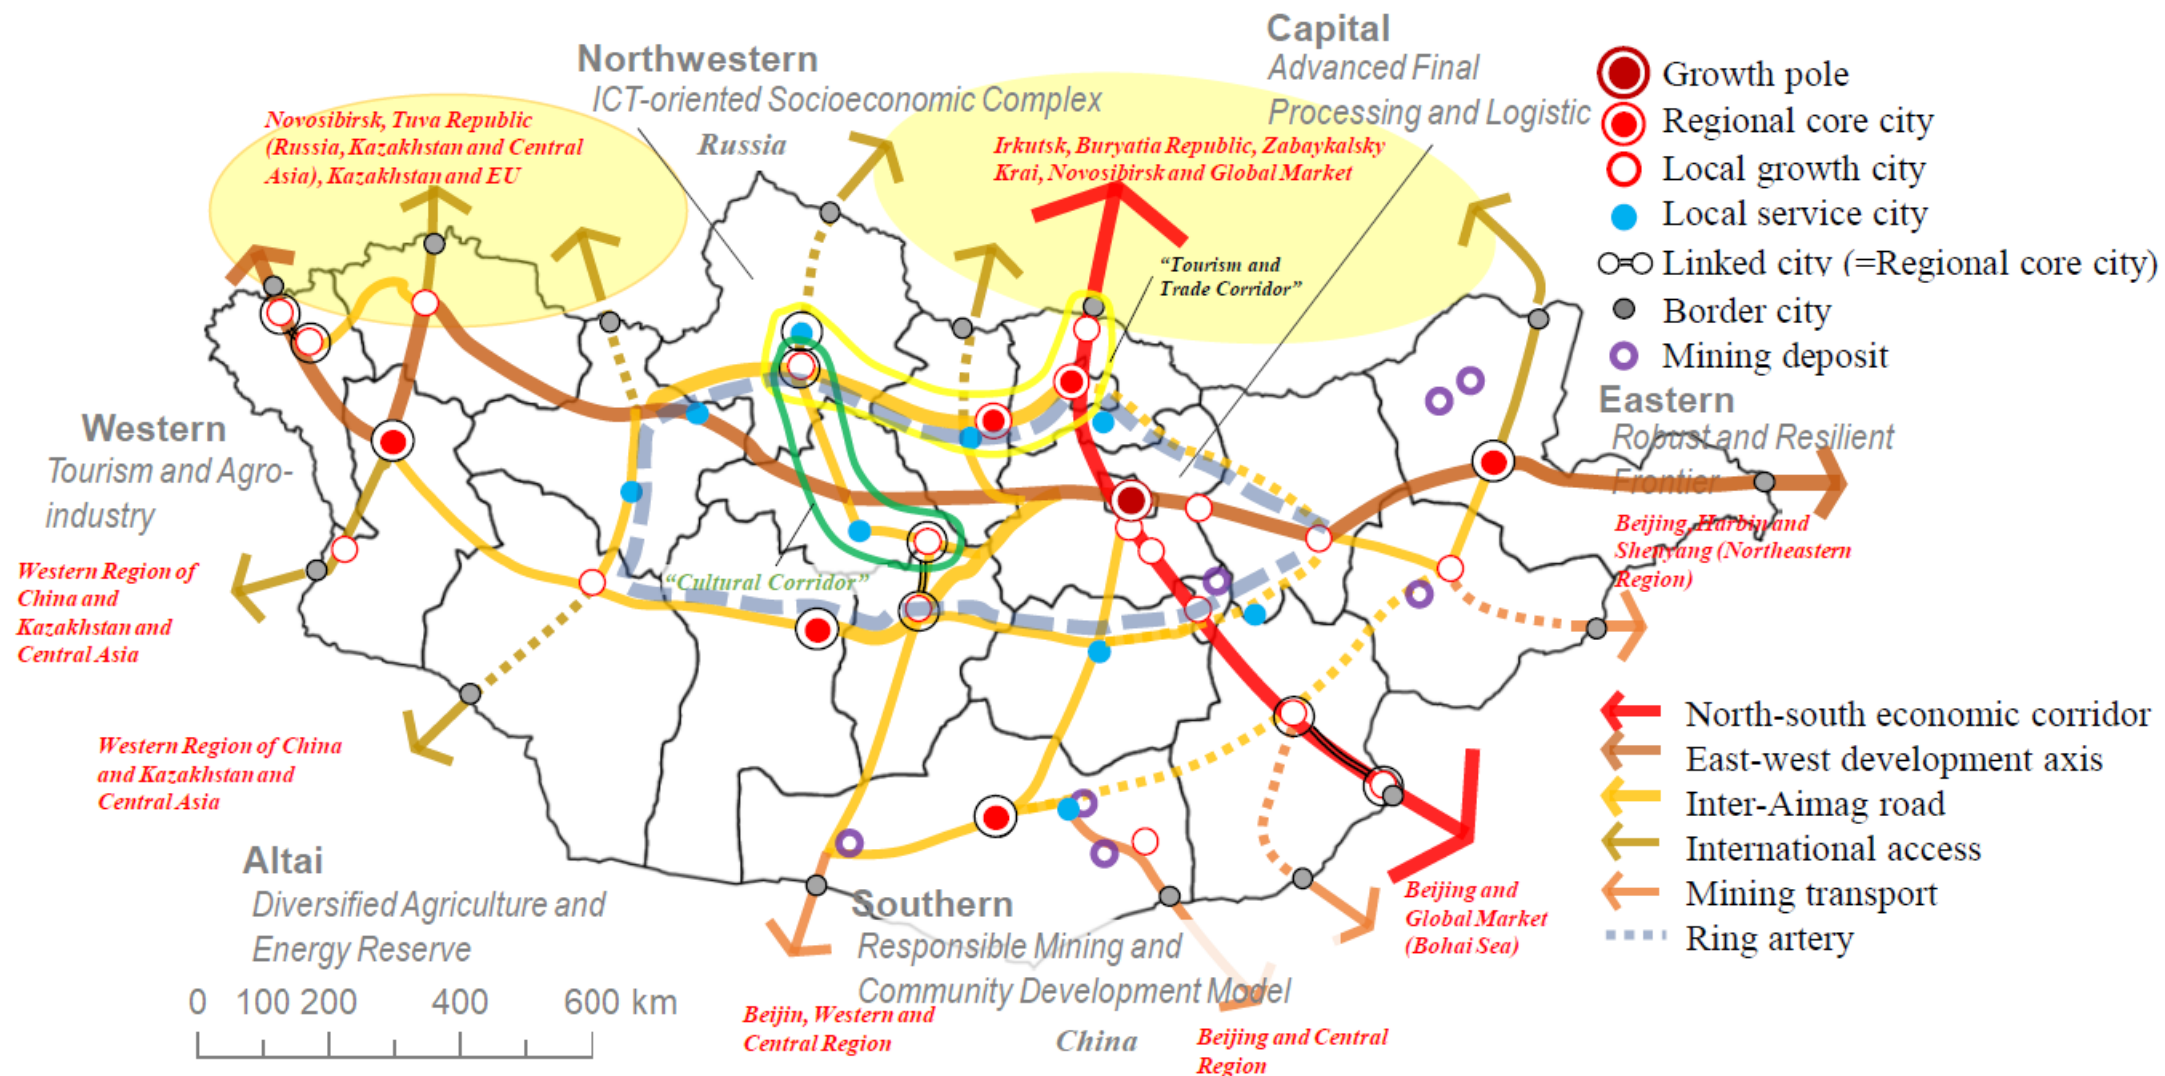 Northwestern
ICT-oriented Socioeconomic Complex
Russia
Capital
Advanced Final
Processing and Logistic
Novosibirsk, Tuva Republic
(Russia, Kazakhstan and Central
Asia), Kazakhstan and EU
Irkutsk, Buryatia Republic, Zabaykalsky
Krai, Novosibirsk and Global Market
“Tourism and
Trade Corridor”
Growth pole
Regional core city
Local growth city
Local service city
Linked city (=Regional core city)
Border city
Mining deposit
Eastern
Robust and Resilient
Frontier
Beijing, Harbin and
Shenyang (Northeastern
Region)
Western
Tourism and Agro-
industry
Western Region of
China and
Kazakhstan and
Central Asia
“Cultural Corridor”
Western Region of China
and Kazakhstan and
Central Asia
North-south economic corridor
East-west development axis
Inter-Aimag road
International access
Mining transport
Ring artery
Altai
Diversified Agriculture and
Energy Reserve
Southern
Responsible Mining and
Community Development Model
Beijing and
Global Market
(Bohai Sea)
0 100 200 400 600 km
Beijin, Western and
Central Region
China
Beijing and Central
Region